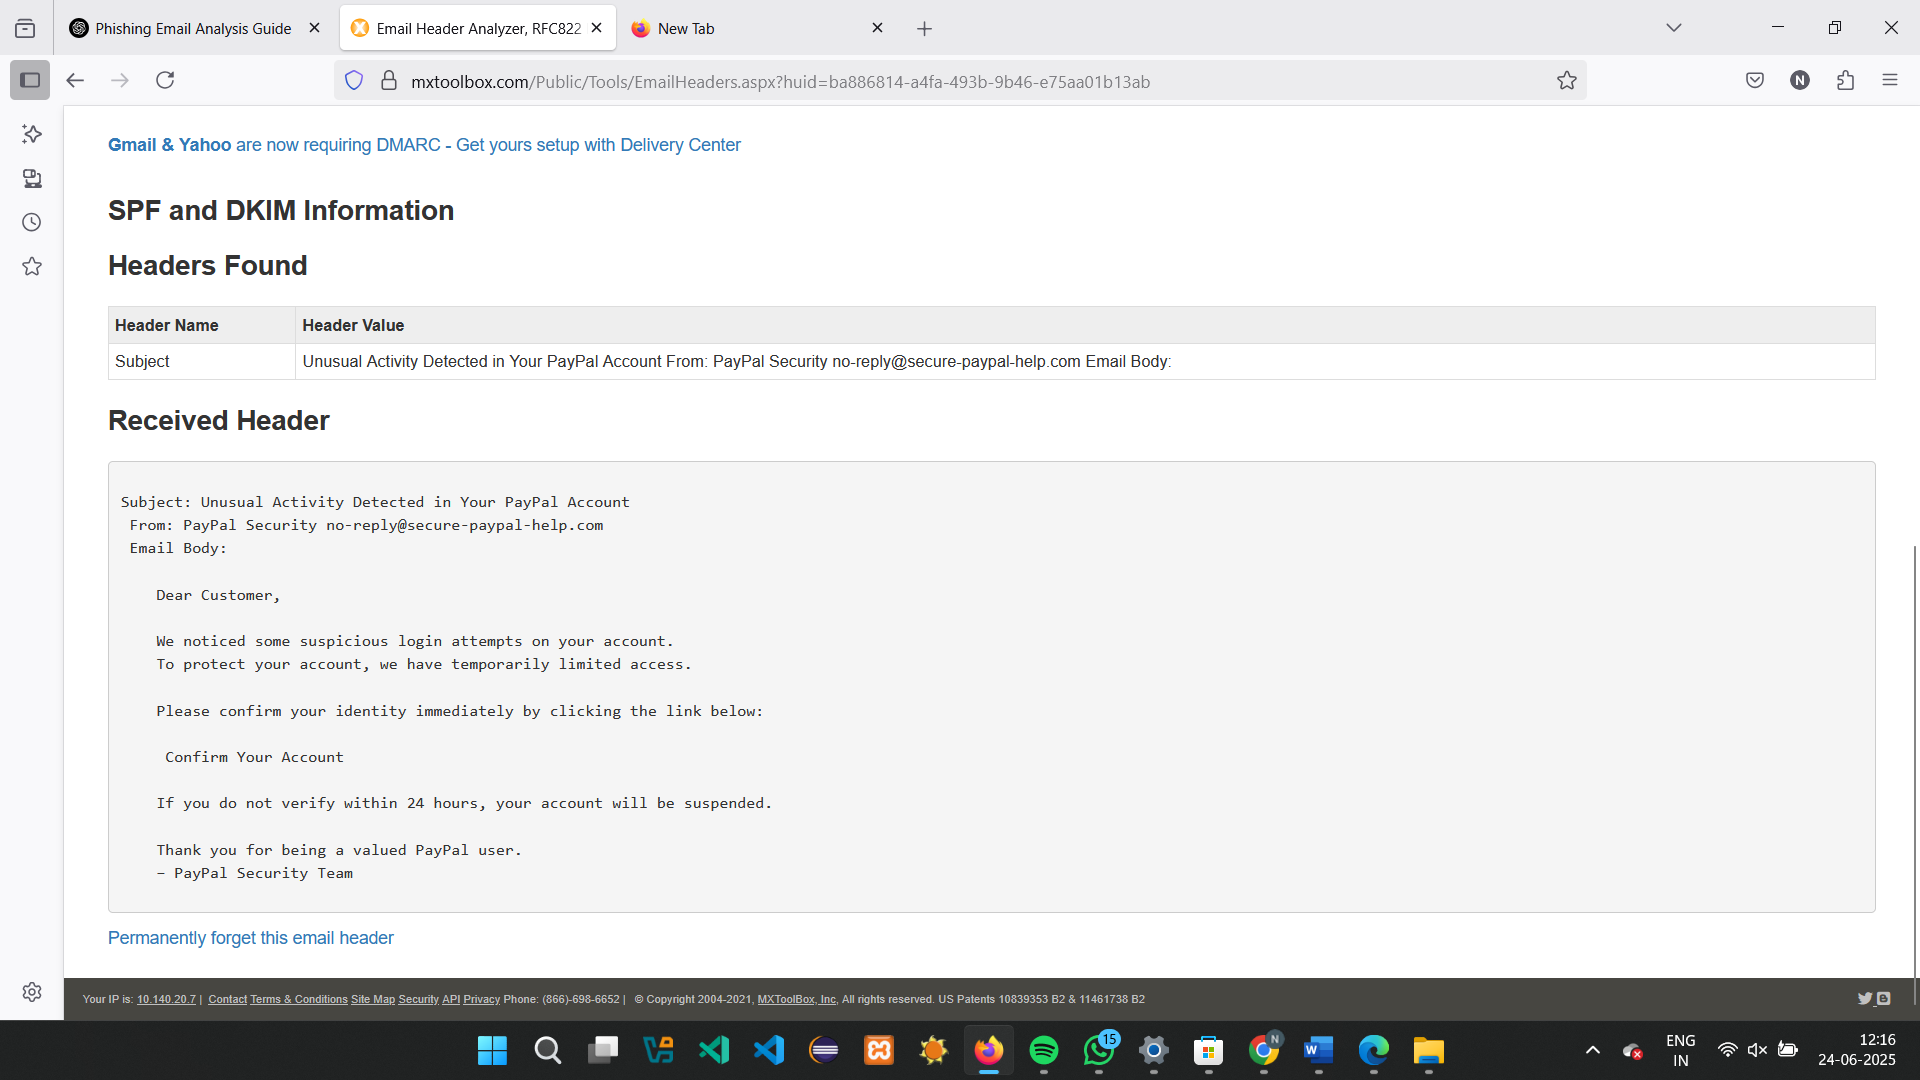 Phishing Email Analysis Guide
Email Header Analyzer, RFC822
New Tab
mxtoolbox.com/Public/Tools/EmailHeaders.aspx?huid=ba886814-a4fa-493b-9b46-e75aa01b13ab
N
Gmail & Yahoo are now requiring DMARC - Get yours setup with Delivery Center
SPF and DKIM Information
Headers Found
Header Name Header Value
Subject Unusual Activity Detected in Your PayPal Account From: PayPal Security no-reply@secure-paypal-help.com Email Body:
Received Header
Subject: Unusual Activity Detected in Your PayPal Account
From: PayPal Security no-reply@secure-paypal-help.com
Email Body:
Dear Customer,
We noticed some suspicious login attempts on your account.
To protect your account, we have temporarily limited access.
Please confirm your identity immediately by clicking the link below:
Confirm Your Account
If you do not verify within 24 hours, your account will be suspended.
Thank you for being a valued PayPal user.
– PayPal Security Team
Permanently forget this email header
Your IP is: 10.140.20.7 | Contact Terms & Conditions Site Map Security API Privacy Phone: (866)-698-6652 | © Copyright 2004-2021, MXToolBox, Inc, All rights reserved. US Patents 10839353 B2 & 11461738 B2
15
N
W
ENG
IN
12:16
24-06-2025